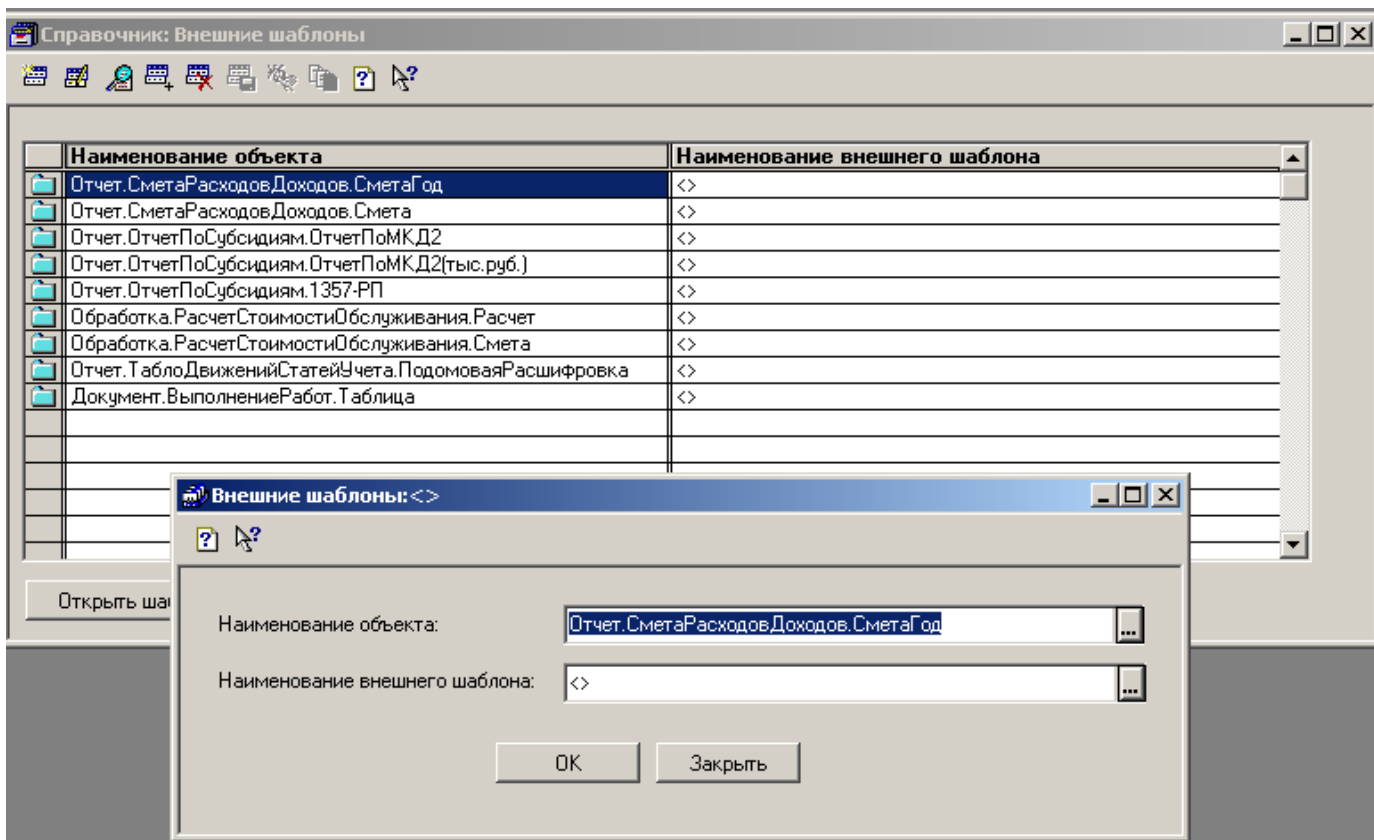 Справочник: Внешние шаблоны
Наименование объекта Наименование внешнего шаблона
Отчет.СметаРасходовДоходов.СметаГод <>
Отчет.СметаРасходовДоходов.Смета <>
Отчет.ОтчетПоСубсидиям.ОтчетПоМКД2 <>
Отчет.ОтчетПоСубсидиям.ОтчетПоМКД2(тыс.руб.) <>
Отчет.ОтчетПоСубсидиям.1357-РП <>
Обработка.РасчетСтоимостиОбслуживания.Расчет <>
Обработка.РасчетСтоимостиОбслуживания.Смета <>
Отчет.ТаблоДвиженийСтатейУчета.ПодомоваяРасшифровка <>
Документ.ВыполнениеРабот.Таблица <>
Внешние шаблоны:<>
Открыть
Наименование объекта: Отчет.СметаРасходовДоходов.СметаГод ...
Наименование внешнего шаблона: <> ...
OK Закрыть